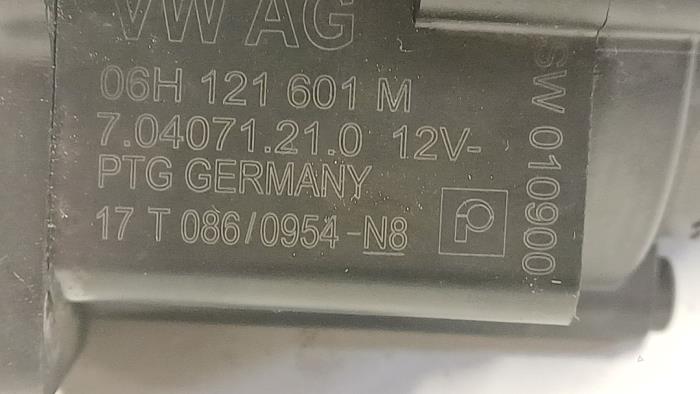 VW AG
06H 121 601 M
7.04071.21.0 12V-
PTG GERMANY
17 T 086/0954-N8
SW 010900